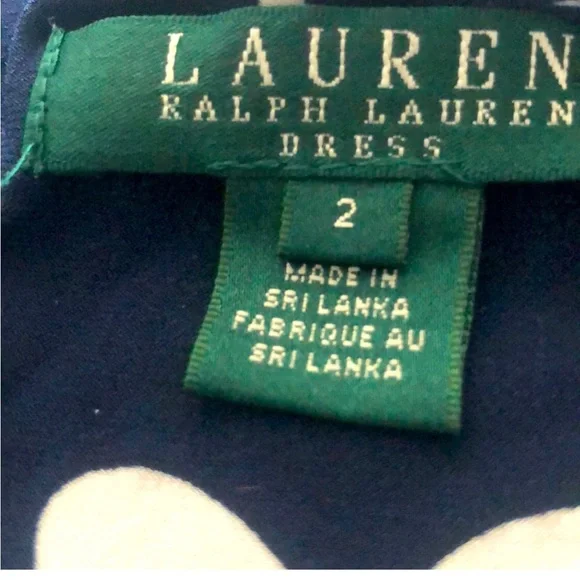 LAUREN
RALPH LAUREN
DRESS
2
MADE IN
SRI LANKA
FABRIQUE AU
SRI LANKA